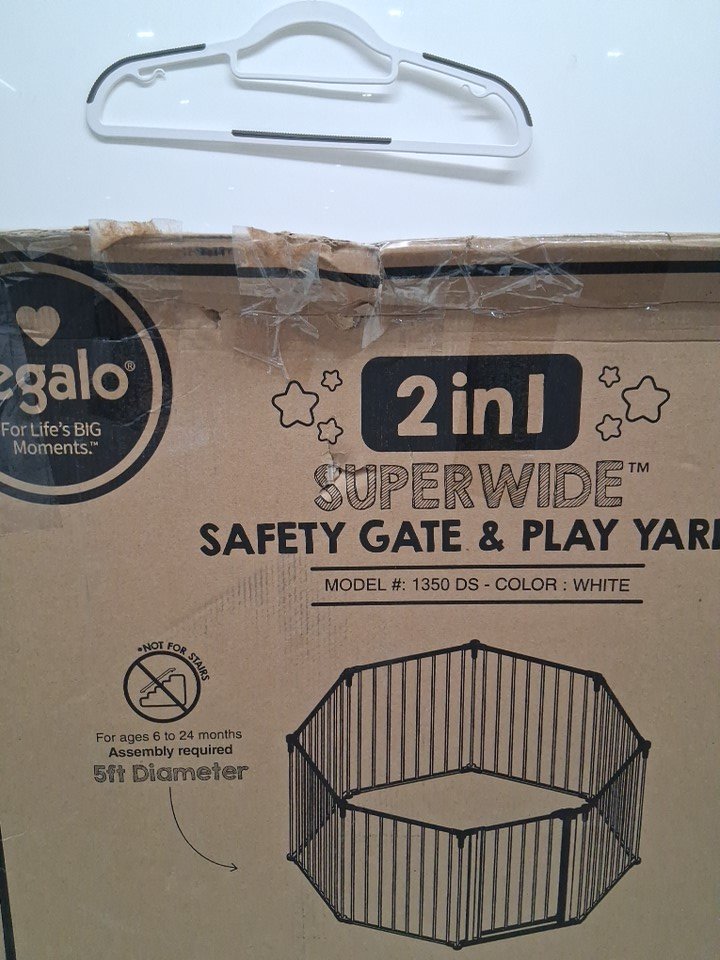 egalo®
For Life's BIG
Moments.™
2 in 1
SUPERWIDE™
SAFETY GATE & PLAY YAR
MODEL #: 1350 DS - COLOR : WHITE
*NOT FOR STAIRS
For ages 6 to 24 months
Assembly required
5ft Diameter